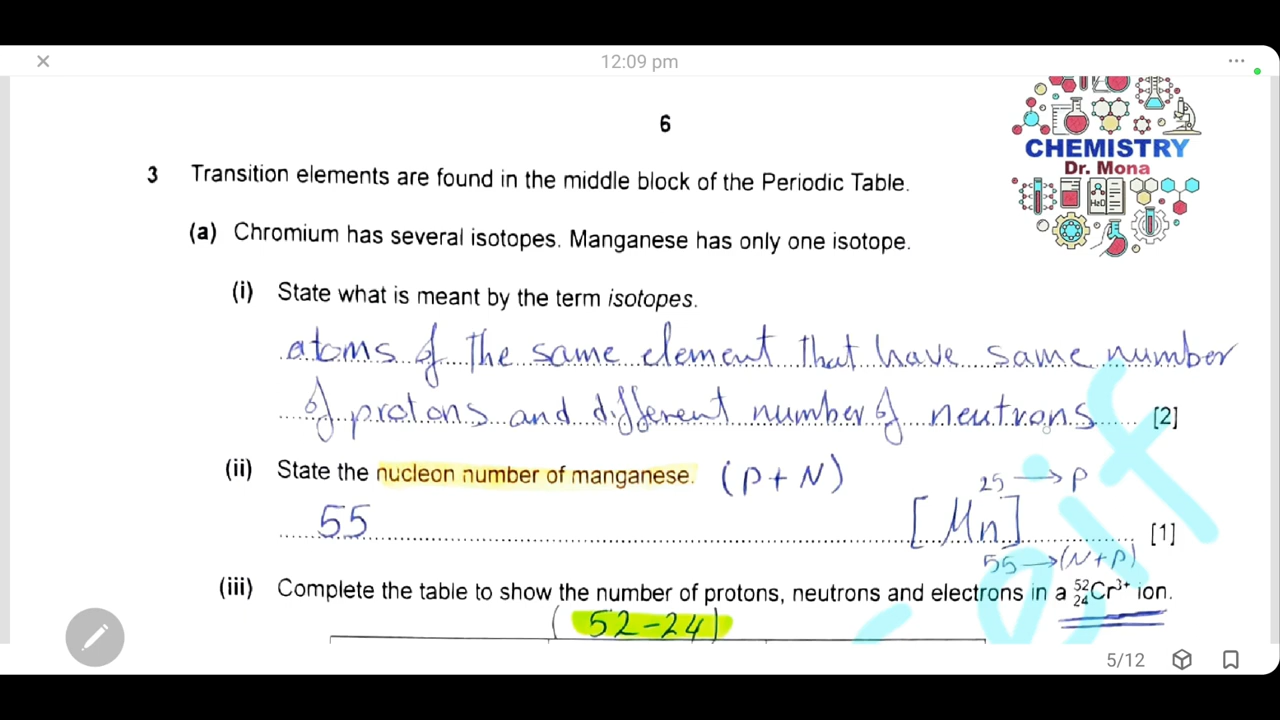 12:09 pm
6
CHEMISTRY
Dr. Mona
H₂O
3 Transition elements are found in the middle block of the Periodic Table.
(a) Chromium has several isotopes. Manganese has only one isotope.
(i) State what is meant by the term isotopes.
atoms of the same element that have same number
of protons and different number of neutrons [2]
(ii) State the nucleon number of manganese. (P + N)
25 → P
55 [Mn] [1]
55 → (N+P)
(iii) Complete the table to show the number of protons, neutrons and electrons in a ⁵²₂₄Cr³⁺ ion.
(52-24)
5/12